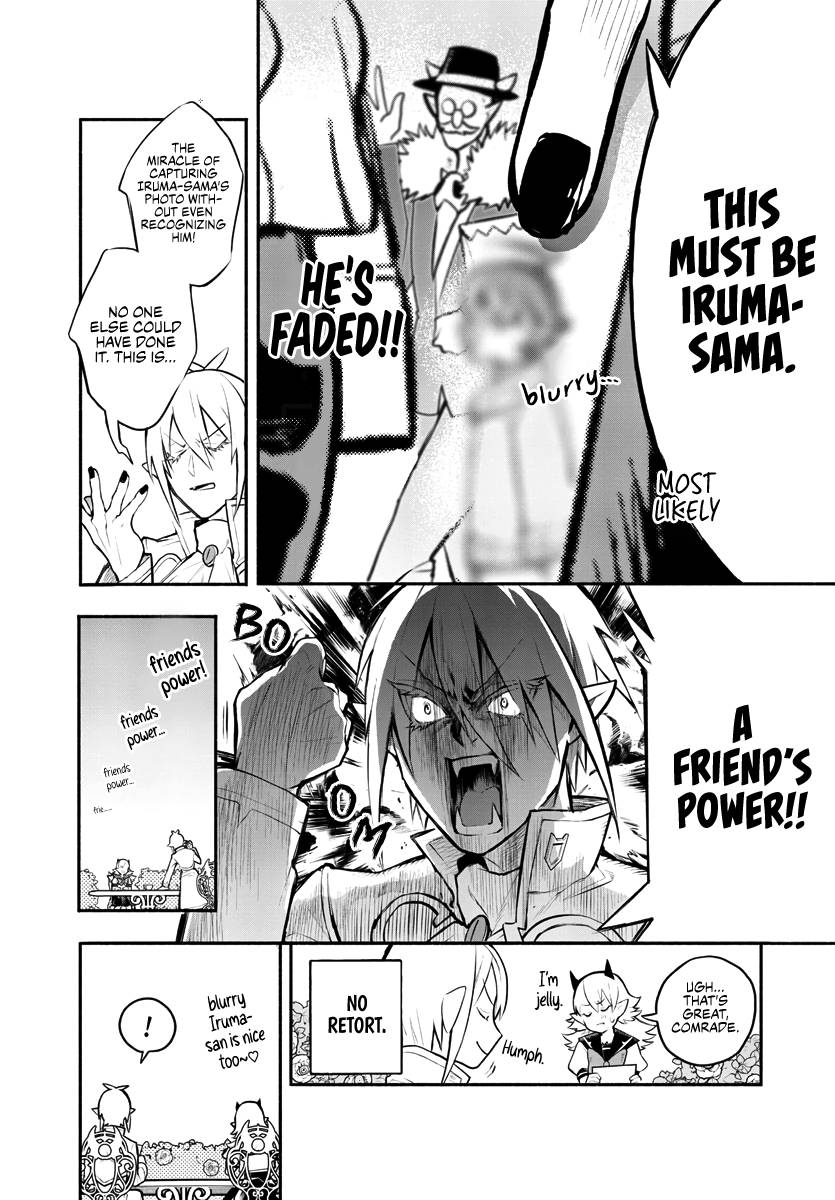 THIS
MUST BE
IRUMA-
SAMA.
MOST
LIKELY
HE'S
FADED!!
blurry...
THE
MIRACLE OF
CAPTURING
IRUMA-SAMA'S
PHOTO WITH-
OUT EVEN
RECOGNIZING
HIM!
NO ONE
ELSE COULD
HAVE DONE
IT. THIS IS...
A
FRIEND'S
POWER!!
BO
OM
friends
power!
friends
power...
friends
power...
frie......
UGH...
THAT'S
GREAT,
COMRADE.
I'm
jelly.
Humph.
NO
RETORT.
blurry
Iruma-
san is nice
too~♡
!